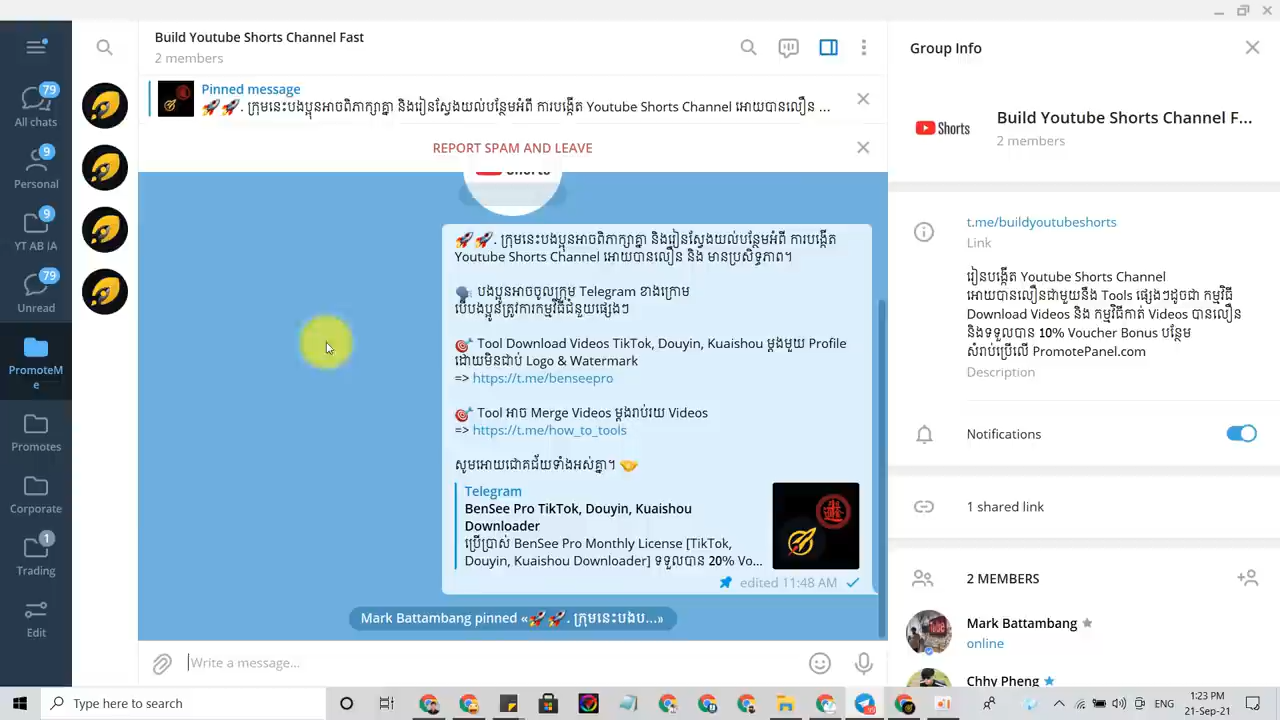 Build Youtube Shorts Channel Fast
2 members
Group Info
Pinned message
🚀🚀. ក្រុមនេះបងប្អូនអាចពិភាក្សាគ្នា និងរៀនស្វែងយល់បន្ថែមអំពី ការបង្កើត Youtube Shorts Channel អោយបានលឿន ...
REPORT SPAM AND LEAVE
79
All chats
9
Personal
9
YT AB IA
79
Unread
PromoteM
e
Promotes
Corporate
1
Trading
Edit
Shorts
🚀🚀. ក្រុមនេះបងប្អូនអាចពិភាក្សាគ្នា និងរៀនស្វែងយល់បន្ថែមអំពី ការបង្កើត
Youtube Shorts Channel អោយបានលឿន និង មានប្រសិទ្ធភាព។
🗣 បងប្អូនអាចចូលក្រុម Telegram ខាងក្រោម
បើបងប្អូនត្រូវការកម្មវិធីជំនួយផ្សេងៗ
🎯 Tool Download Videos TikTok, Douyin, Kuaishou ម្ដងមួយ Profile
ដោយមិនជាប់ Logo & Watermark
=> https://t.me/benseepro
🎯 Tool អាច Merge Videos ម្ដងរាប់រយ Videos
=> https://t.me/how_to_tools
សូមអោយជោគជ័យទាំងអស់គ្នា។ 🤝
Telegram
BenSee Pro TikTok, Douyin, Kuaishou
Downloader
ប្រើប្រាស់ BenSee Pro Monthly License [TikTok,
Douyin, Kuaishou Downloader] ទទួលបាន 20% Vo...
edited 11:48 AM
Mark Battambang pinned «🚀🚀. ក្រុមនេះបងប...»
Write a message...
Shorts
Build Youtube Shorts Channel F...
2 members
t.me/buildyoutubeshorts
Link
រៀនបង្កើត Youtube Shorts Channel
អោយបានលឿនជាមួយនឹង Tools ផ្សេងៗដូចជា កម្មវិធី
Download Videos និង កម្មវិធីកាត់ Videos បានលឿន
និងទទួលបាន 10% Voucher Bonus បន្ថែម
សំរាប់ប្រើលើ PromotePanel.com
Description
Notifications
1 shared link
2 MEMBERS
Mark Battambang
online
Chhy Pheng
Type here to search
ENG
1:23 PM
21-Sep-21